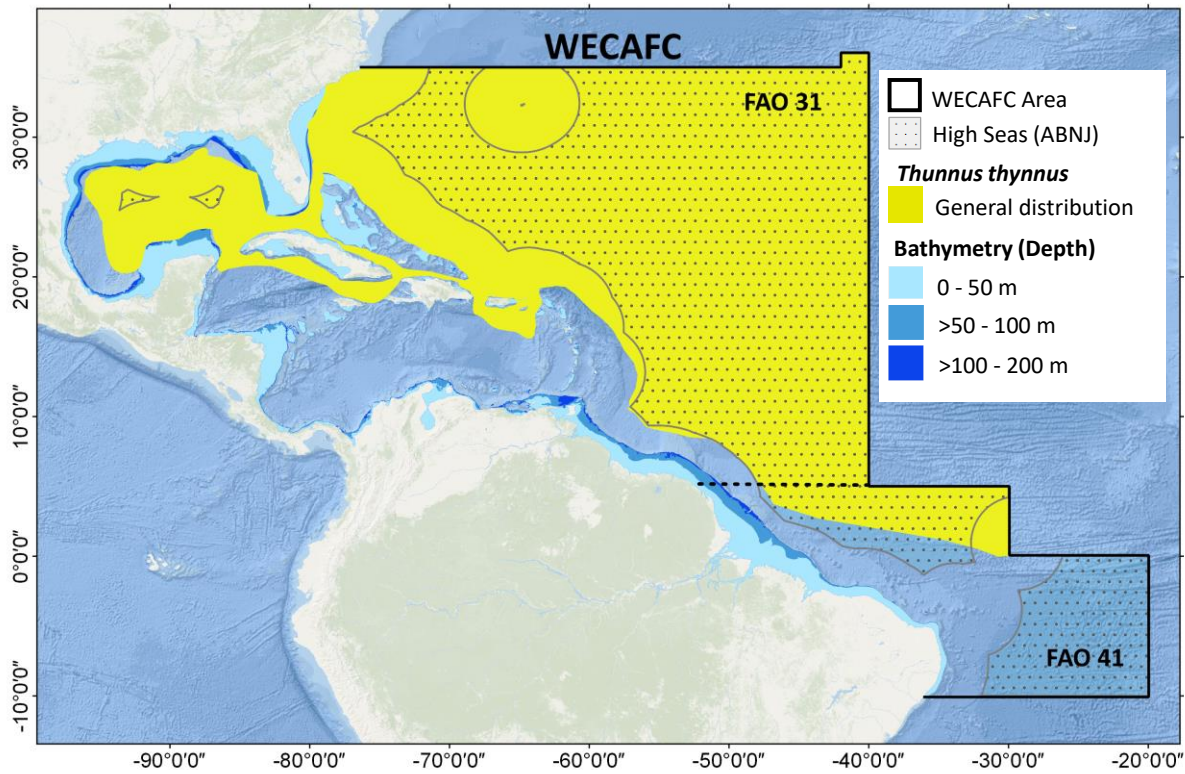 WECAFC
FAO 31
WECAFC Area
High Seas (ABNJ)
Thunnus thynnus
General distribution
Bathymetry (Depth)
0 - 50 m
>50 - 100 m
>100 - 200 m
FAO 41
30°0'0"
20°0'0"
10°0'0"
0°0'0"
-10°0'0"
-90°0'0" -80°0'0" -70°0'0" -60°0'0" -50°0'0" -40°0'0" -30°0'0" -20°0'0"